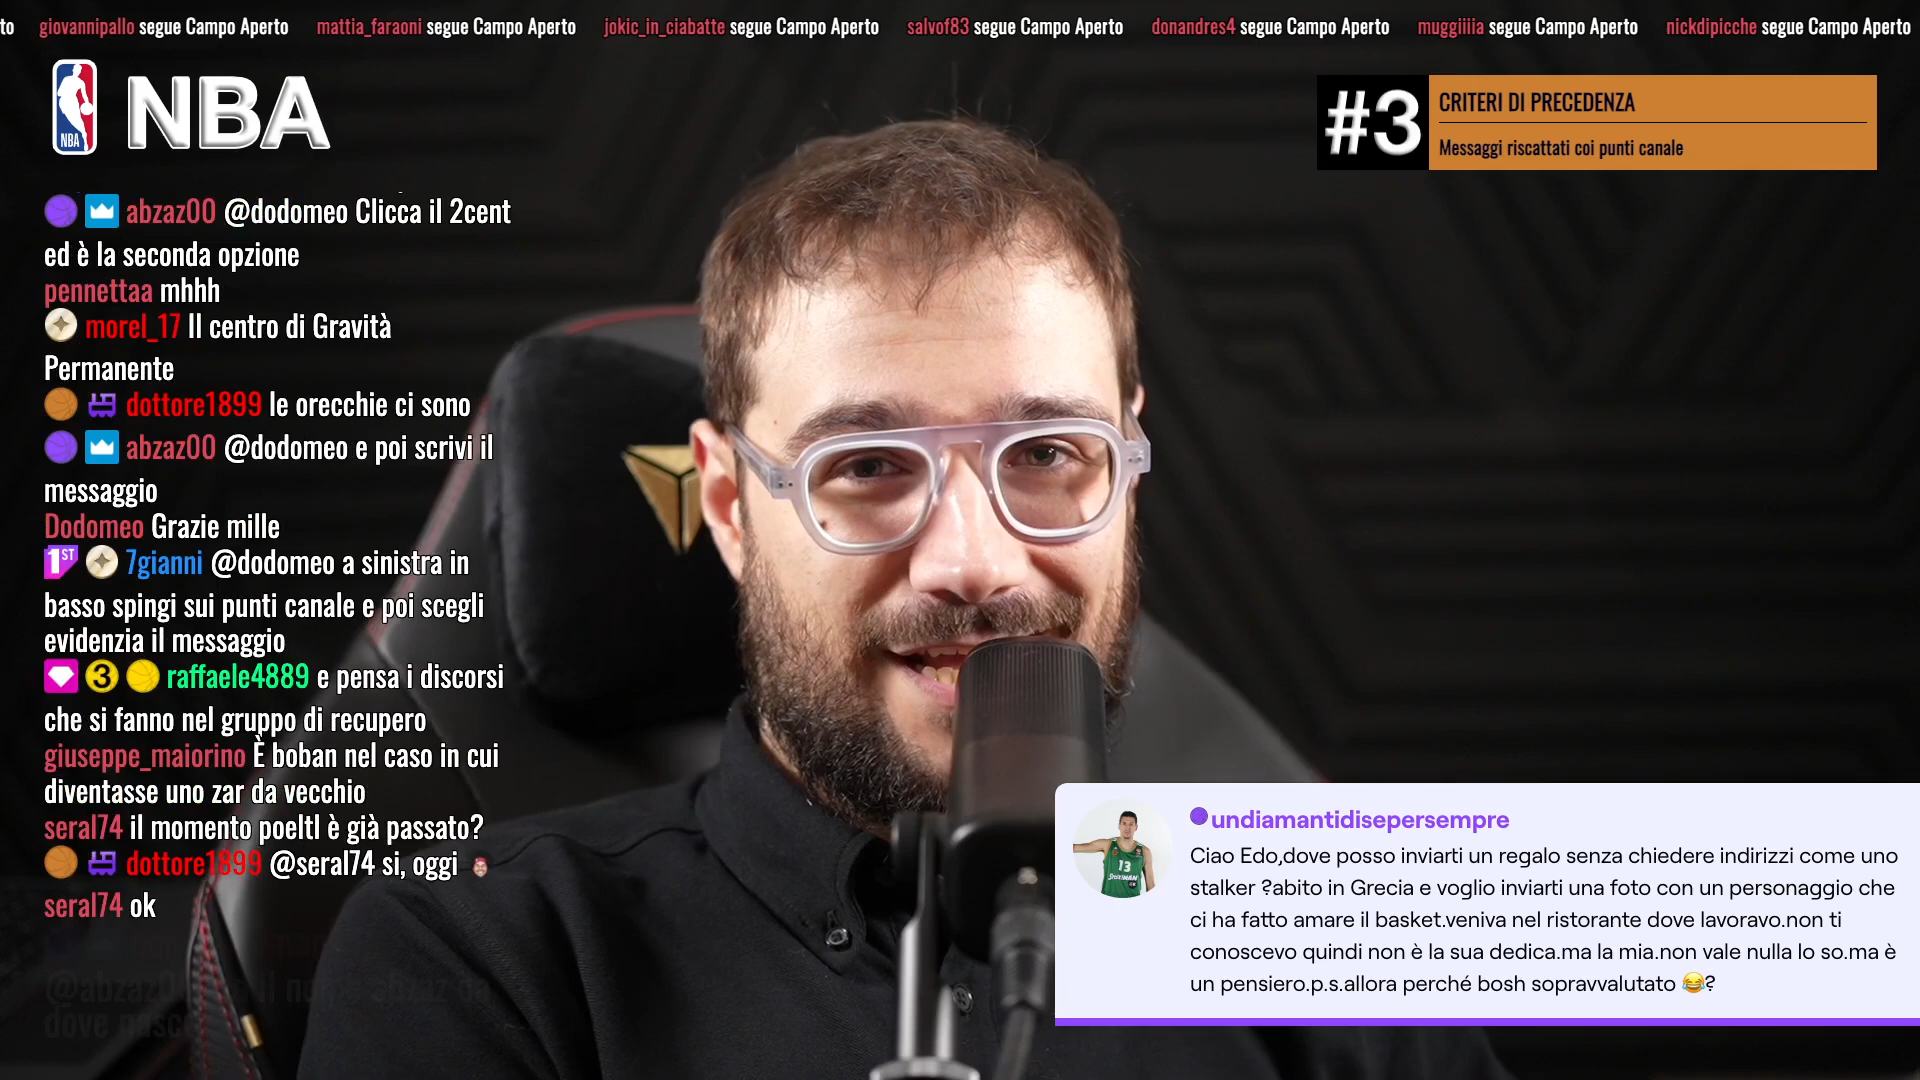 to giovannipallo segue Campo Aperto mattia_faraoni segue Campo Aperto jokic_in_ciabatte segue Campo Aperto salvof83 segue Campo Aperto donandres4 segue Campo Aperto muggiiiia segue Campo Aperto nickdipicche segue Campo Aperto
NBA NBA
#3 CRITERI DI PRECEDENZA
Messaggi riscattati coi punti canale
abzaz00 @dodomeo Clicca il 2cent
ed è la seconda opzione
pennettaa mhhh
morel_17 Il centro di Gravità
Permanente
dottore1899 le orecchie ci sono
abzaz00 @dodomeo e poi scrivi il
messaggio
Dodomeo Grazie mille
1ST 7gianni @dodomeo a sinistra in
basso spingi sui punti canale e poi scegli
evidenzia il messaggio
3 raffaele4889 e pensa i discorsi
che si fanno nel gruppo di recupero
giuseppe_maiorino È boban nel caso in cui
diventasse uno zar da vecchio
seral74 il momento poeltl è già passato?
dottore1899 @seral74 si, oggi
seral74 ok
dove
13
undiamantidisepersempre
Ciao Edo,dove posso inviarti un regalo senza chiedere indirizzi come uno
stalker ?abito in Grecia e voglio inviarti una foto con un personaggio che
ci ha fatto amare il basket.veniva nel ristorante dove lavoravo.non ti
conoscevo quindi non è la sua dedica.ma la mia.non vale nulla lo so.ma è
un pensiero.p.s.allora perché bosh sopravvalutato 😂?